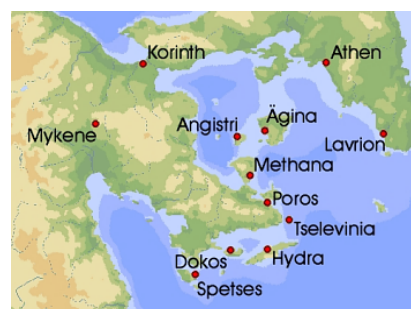 Korinth
Athen
Mykene
Angistri
Ägina
Lavrion
Methana
Poros
Tselevinia
Dokos
Hydra
Spetses